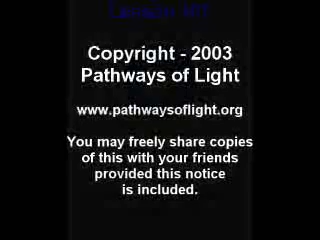 Copyright - 2003
Pathways of Light
www.pathwaysoflight.org
You may freely share copies
of this with your friends
provided this notice
is included.